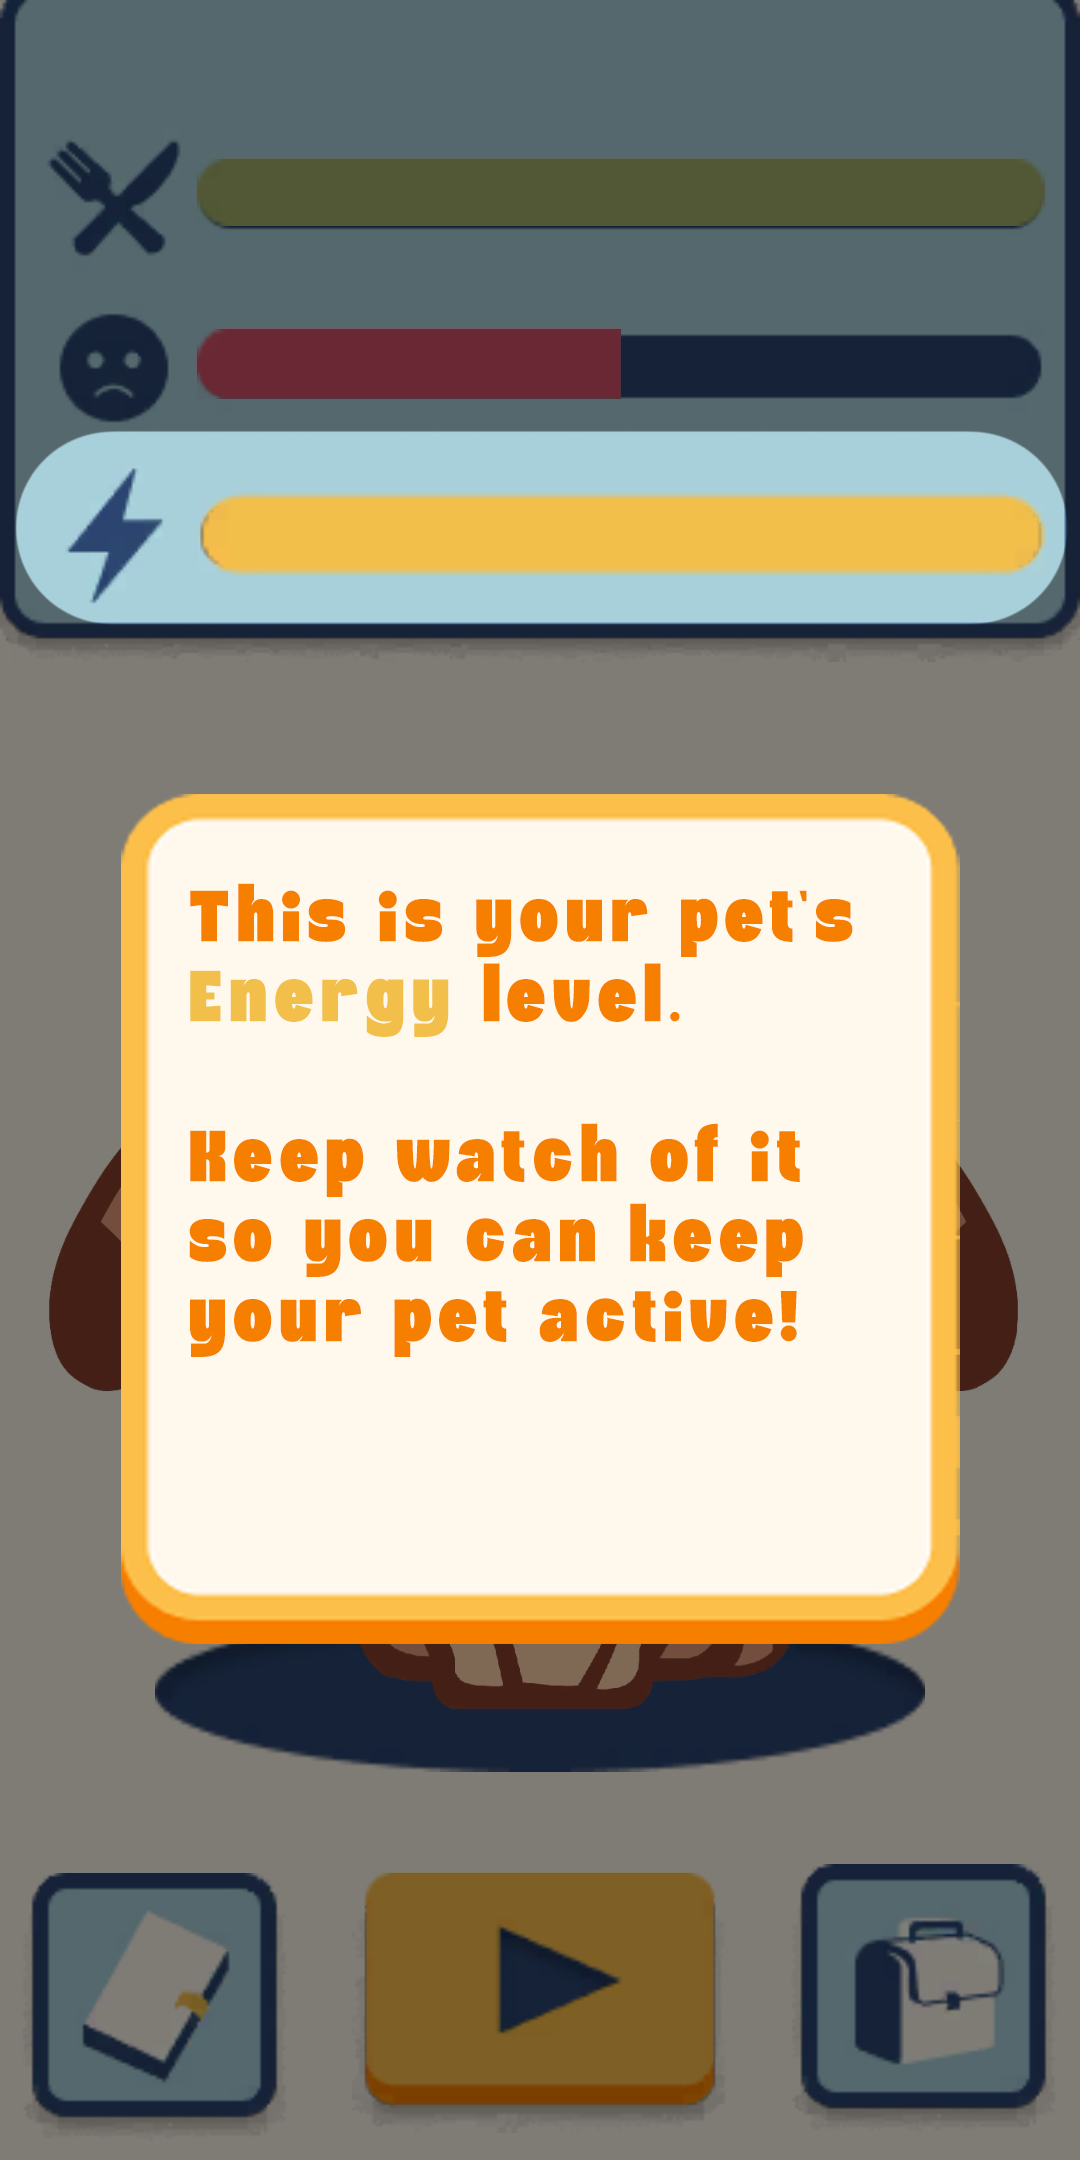 This is your pet's
Energy level.
Keep watch of it
so you can keep
your pet active!